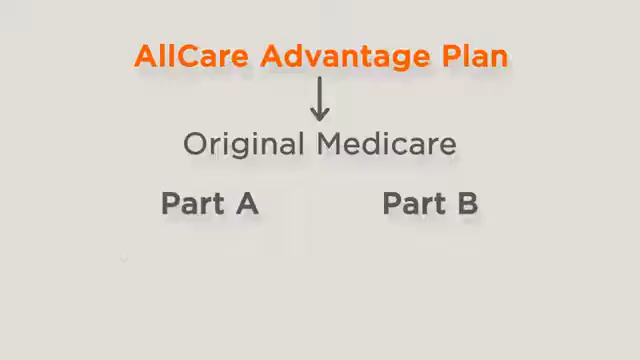 AllCare Advantage Plan
Original Medicare
Part A Part B